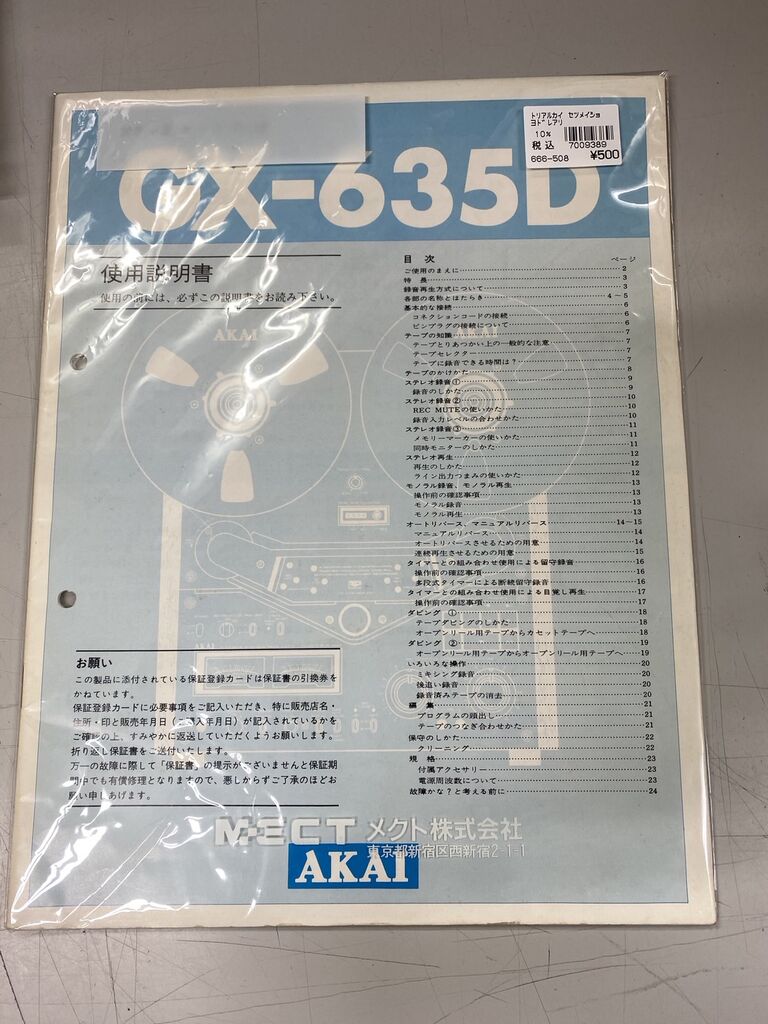 トリアルカイ セツメイショ
ヨドﾞレアリ
10%
税込 7009389
666-508 ¥500
GX-635D
使用説明書
使用の前には、必ずこの説明書をお読み下さい。
AKAI
AKAI
目 次 ページ
ご使用のまえに 2
特 長 3
録音再生方式について 3
各部の名称とはたらき 4～5
基本的な接続 6
コネクションコードの接続 6
ピンプラグの接続について 6
テープの知識 7
テープとりあつかい上の一般的な注意 7
テープセレクター 7
テープに録音できる時間は? 7
テープのかけかた 8
ステレオ録音① 9
録音のしかた 9
ステレオ録音② 10
REC MUTEの使いかた 10
録音入力レベルの合わせかた 10
ステレオ録音③ 11
メモリーマーカーの使いかた 11
同時モニターのしかた 11
ステレオ再生 12
再生のしかた 12
ライン出力つまみの使いかた 12
モノラル録音、モノラル再生 13
操作前の確認事項 13
モノラル録音 13
モノラル再生 13
オートリバース、マニュアルリバース 14～15
マニュアルリバース 14
オートリバースさせるための用意 14
連続再生させるための用意 15
タイマーとの組み合わせ使用による留守録音 16
操作前の確認事項 16
多段式タイマーによる断続留守録音 16
タイマーとの組み合わせ使用による目覚し再生 17
操作前の確認事項 17
ダビング ① 18
テープダビングのしかた 18
オープンリール用テープからカセットテープへ 18
ダビング ② 19
オープンリール用テープからオープンリール用テープへ 19
いろいろな操作 20
ミキシング録音 20
後追い録音 20
録音済みテープの消去 20
編 集 21
プログラムの頭出し 21
テープのつなぎ合わせかた 21
保守のしかた 22
クリーニング 22
規 格 23
付属アクセサリー 23
電源周波数について 23
故障かな?と考える前に 24
AKAI
お願い
この製品に添付されている保証登録カードは保証書の引換券を
かねています。
保証登録カードに必要事項をご記入いただき、特に販売店名・
住所・印と販売年月日(ご購入年月日)が記入されているかを
ご確認の上、すみやかに返送していただくようお願いします。
折り返し保証書をご送付いたします。
万一の故障に際して「保証書」の提示がございませんと保証期
間中でも有償修理となりますので、悪しからずご了承のほどお
願い申しあげます。
M-ECT メクト株式会社
東京都新宿区西新宿2-1-1
AKAI